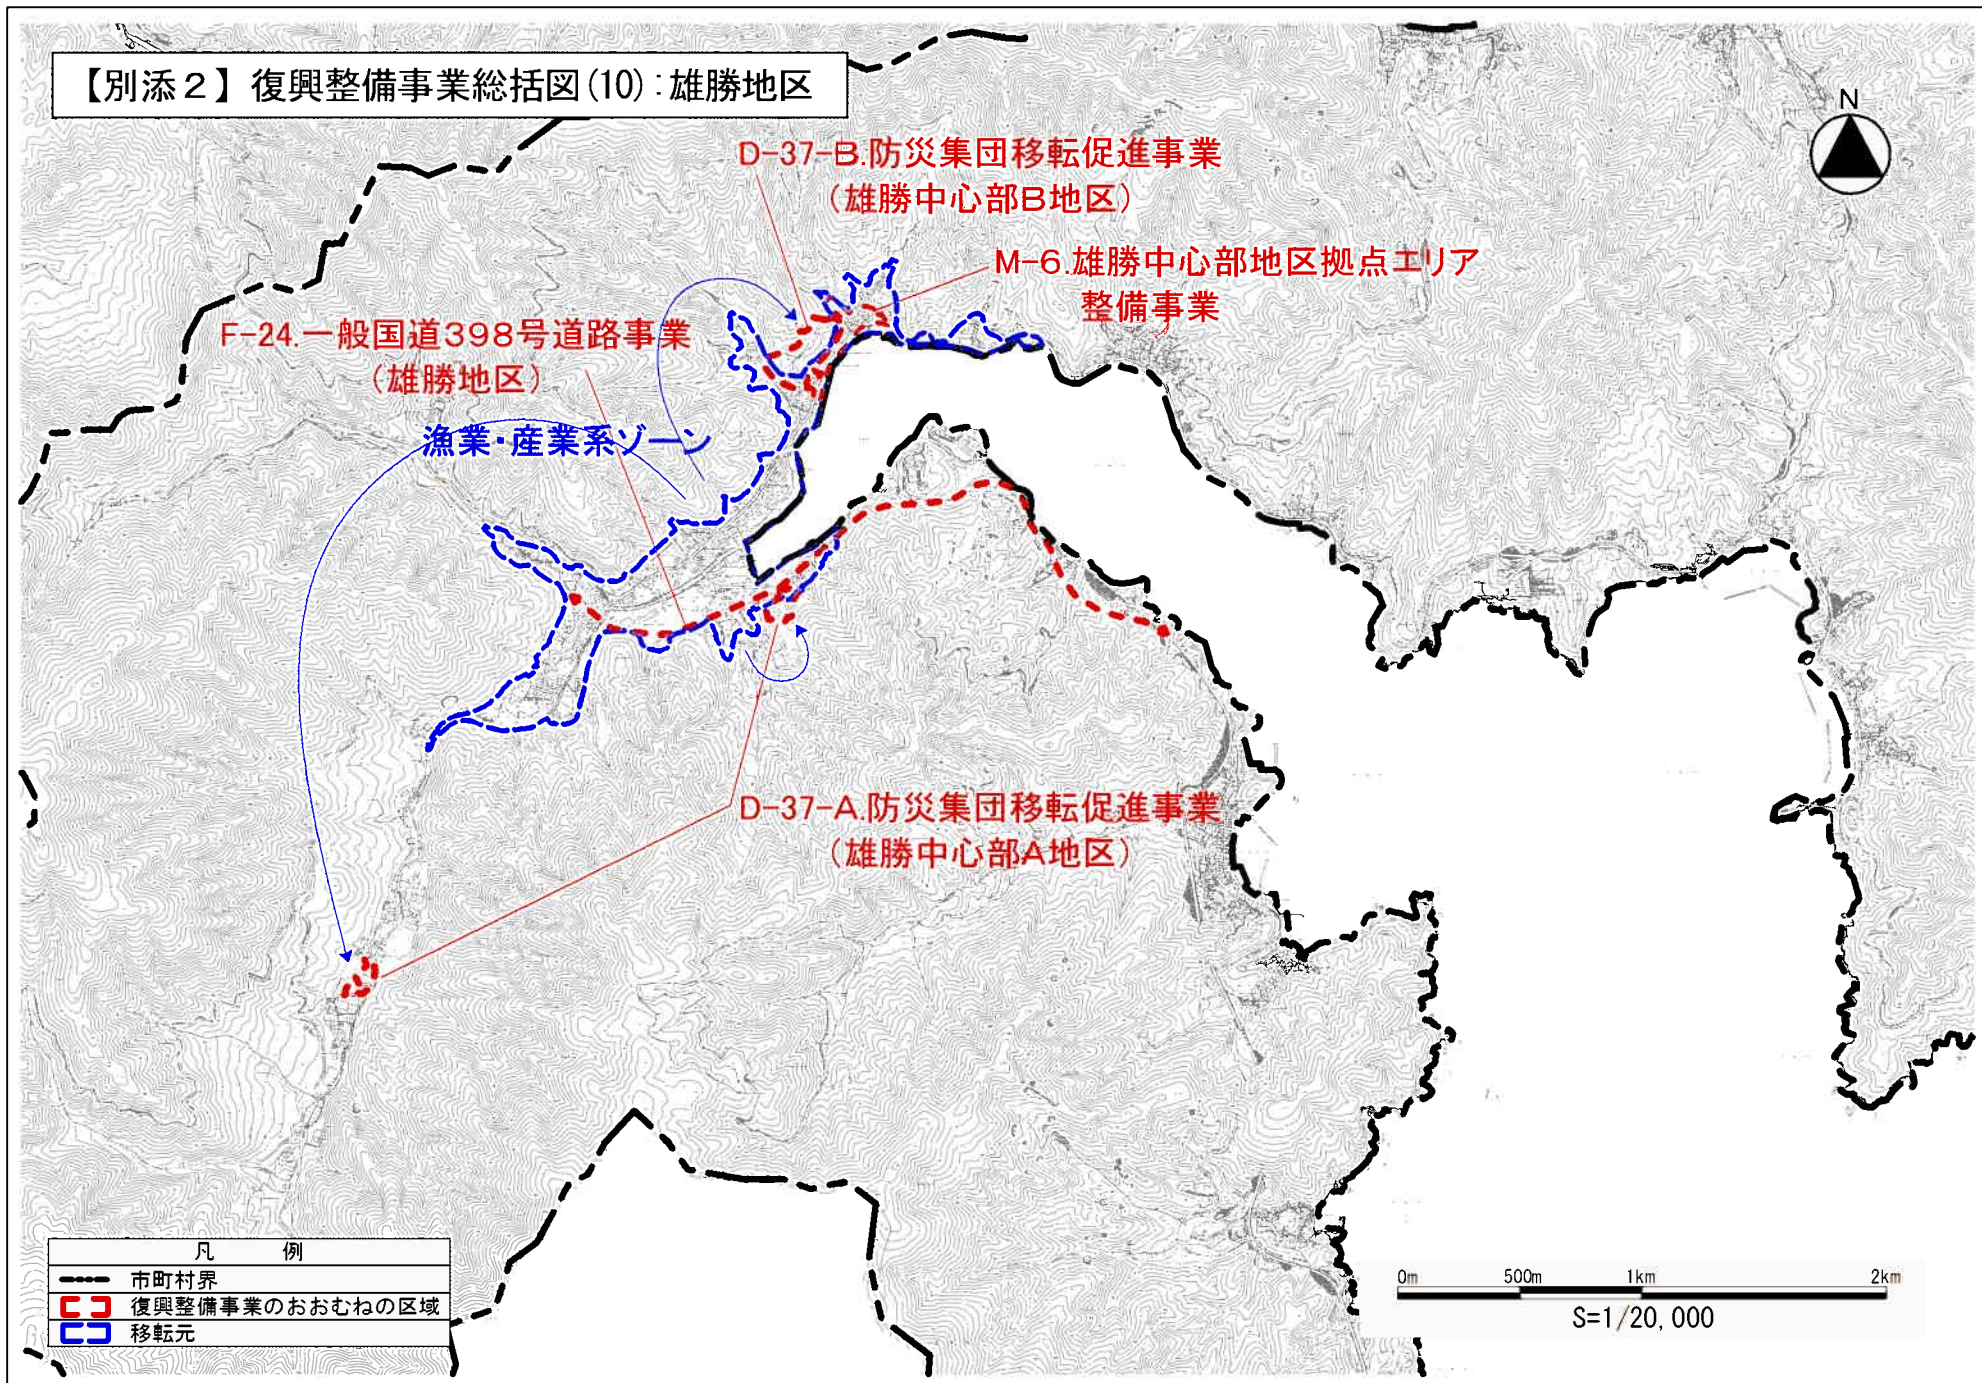 【別添２】復興整備事業総括図(10):雄勝地区
N
D-37-B.防災集団移転促進事業
(雄勝中心部B地区)
M-6.雄勝中心部地区拠点エリア
整備事業
F-24.一般国道398号道路事業
(雄勝地区)
漁業・産業系ゾーン
D-37-A.防災集団移転促進事業
(雄勝中心部A地区)
凡 例
市町村界
復興整備事業のおおむねの区域
移転元
0m 500m 1km 2km
S=1/20,000